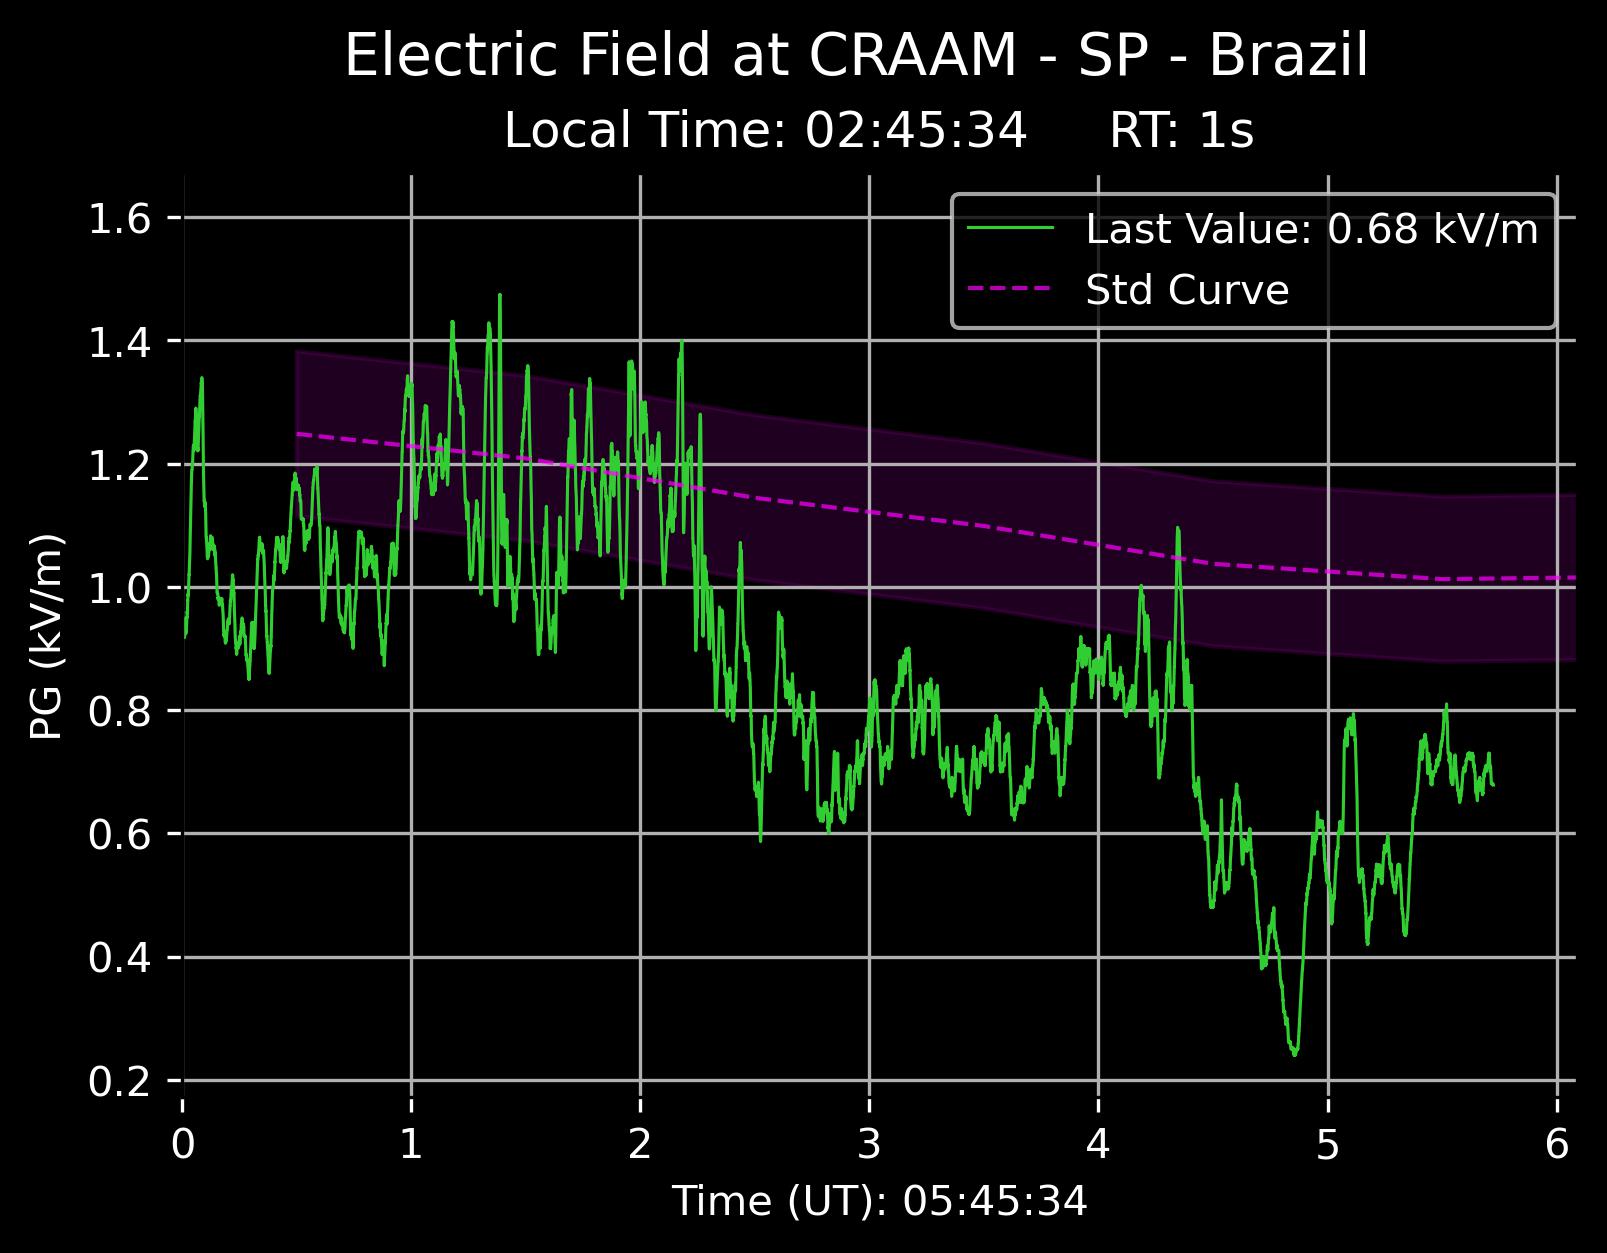 Electric Field at CRAAM - SP - Brazil
Local Time: 02:45:34 RT: 1s
Last Value: 0.68 kV/m
Std Curve
PG (kV/m)
1.6
1.4
1.2
1.0
0.8
0.6
0.4
0.2
0 1 2 3 4 5 6
Time (UT): 05:45:34